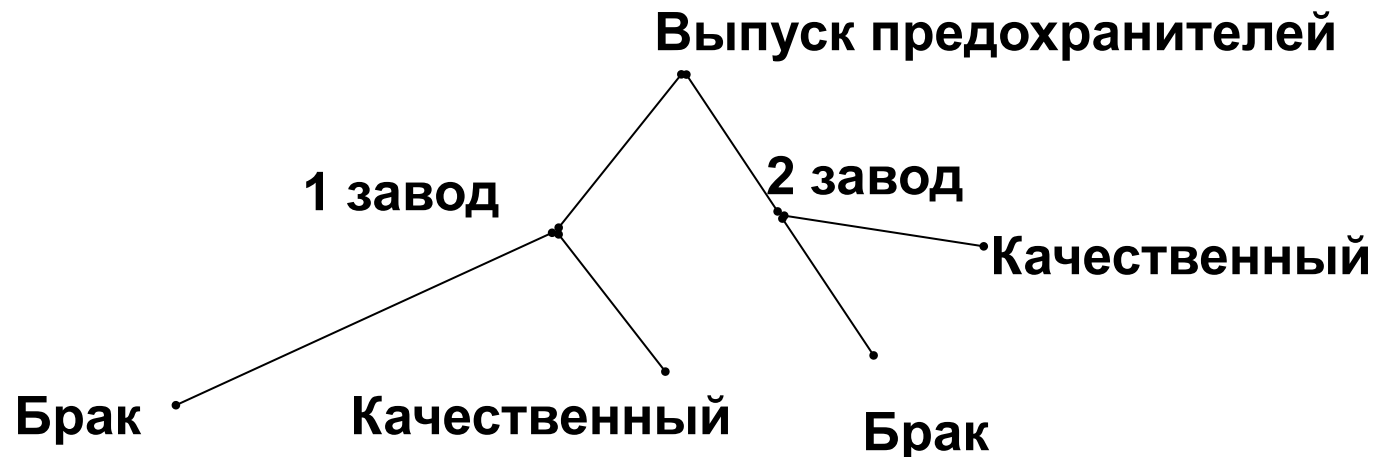 Выпуск предохранителей
1 завод
2 завод
Качественный
Брак
Качественный
Брак